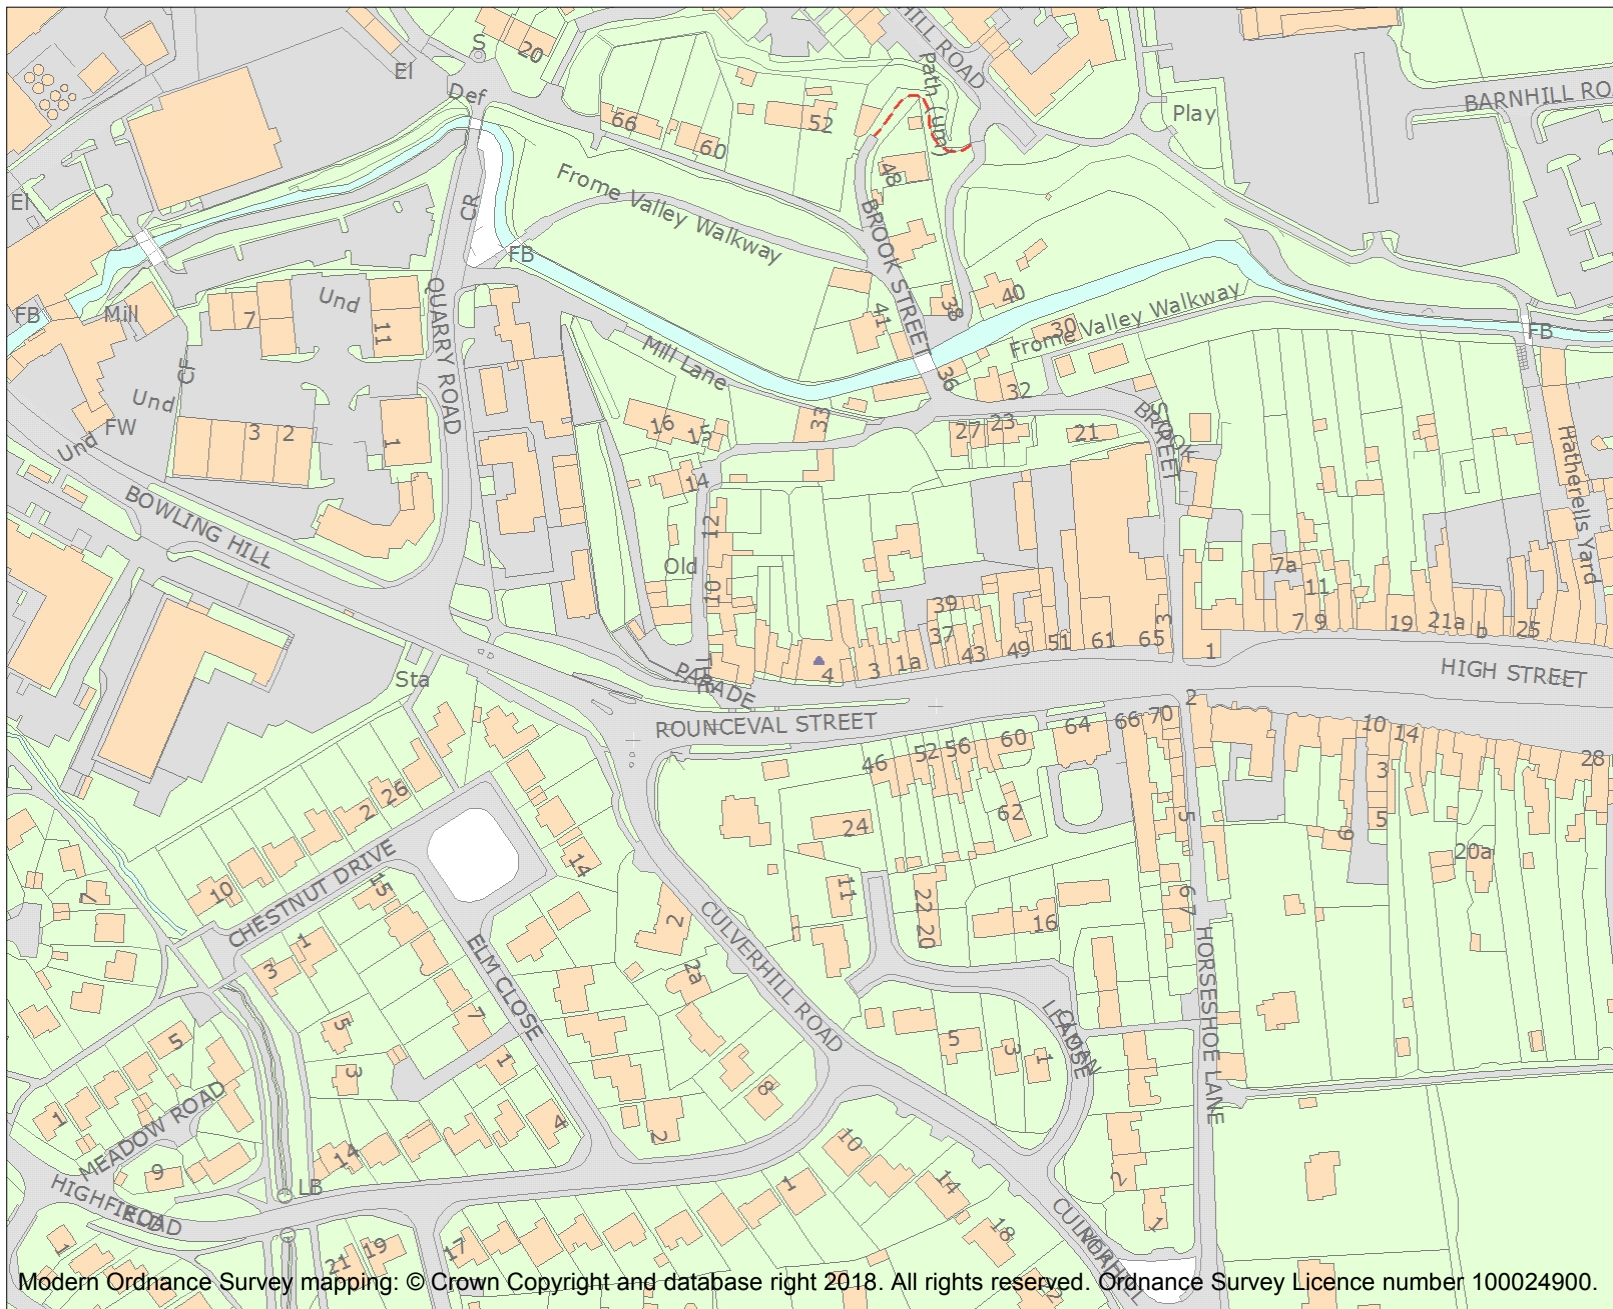 HILL ROAD
S
20
El
Def
Path (um)
BARNHILL RO
Play
66
60
52
48
El
CR
Frome Valley Walkway
BROOK STREET
FB
Und
Mill
FB
7
11
QUARRY ROAD
41
38
40
30
Frome Valley Walkway
FB
Mill Lane
CF
Und
FW
Und
3
2
1
36
32
16
15
33
27
23
21
BROOK
STREET
14
12
Hatherells Yard
BOWLING HILL
Old
10
39
37
43
49
51
61
65
3
1
7a
11
7
9
19
21a
b
25
4
3
1a
PARADE
HIGH STREET
Sta
ROUNCEVAL STREET
46
52
56
60
64
66
70
2
10
14
28
3
5
9
20a
62
24
5
26
2
10
CHESTNUT DRIVE
15
14
11
22
20
16
6
7
2
2a
CULVERHILL ROAD
HORSESHOE LANE
7
1
3
ELM CLOSE
7
5
3
1
5
3
1
LEAMAN
CLOSE
5
1
MEADOW ROAD
9
14
4
2
8
10
14
18
2
1
LB
HIGHFIELD
ROAD
1
21
19
17
1
CULVERHILL
ROAD
Modern Ordnance Survey mapping: © Crown Copyright and database right 2018. All rights reserved. Ordnance Survey Licence number 100024900.